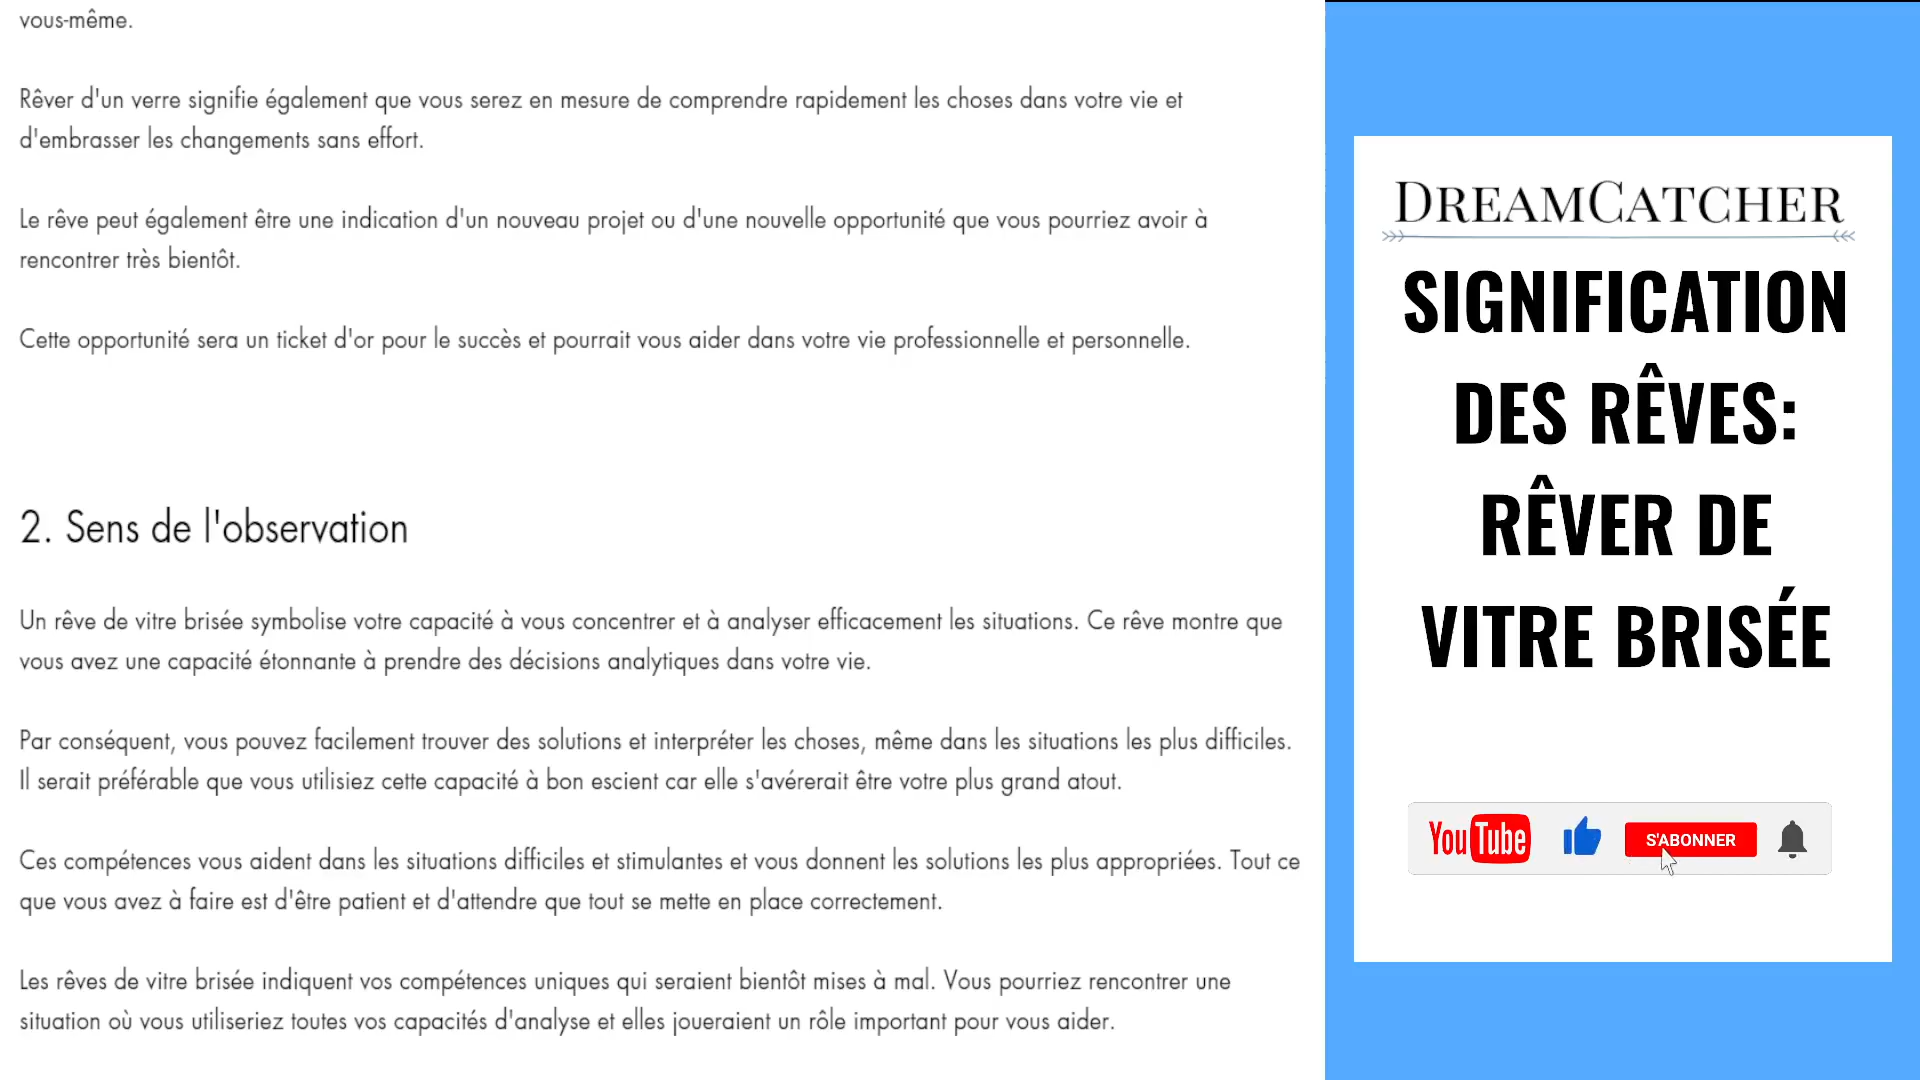 vous-même.
Rêver d'un verre signifie également que vous serez en mesure de comprendre rapidement les choses dans votre vie et
d'embrasser les changements sans effort.
Le rêve peut également être une indication d'un nouveau projet ou d'une nouvelle opportunité que vous pourriez avoir à
rencontrer très bientôt.
Cette opportunité sera un ticket d'or pour le succès et pourrait vous aider dans votre vie professionnelle et personnelle.
2. Sens de l'observation
Un rêve de vitre brisée symbolise votre capacité à vous concentrer et à analyser efficacement les situations. Ce rêve montre que
vous avez une capacité étonnante à prendre des décisions analytiques dans votre vie.
Par conséquent, vous pouvez facilement trouver des solutions et interpréter les choses, même dans les situations les plus difficiles.
Il serait préférable que vous utilisiez cette capacité à bon escient car elle s'avérerait être votre plus grand atout.
Ces compétences vous aident dans les situations difficiles et stimulantes et vous donnent les solutions les plus appropriées. Tout ce
que vous avez à faire est d'être patient et d'attendre que tout se mette en place correctement.
Les rêves de vitre brisée indiquent vos compétences uniques qui seraient bientôt mises à mal. Vous pourriez rencontrer une
situation où vous utiliseriez toutes vos capacités d'analyse et elles joueraient un rôle important pour vous aider.
DREAMCATCHER
SIGNIFICATION
DES RÊVES:
RÊVER DE
VITRE BRISÉE
YouTube
S'ABONNER